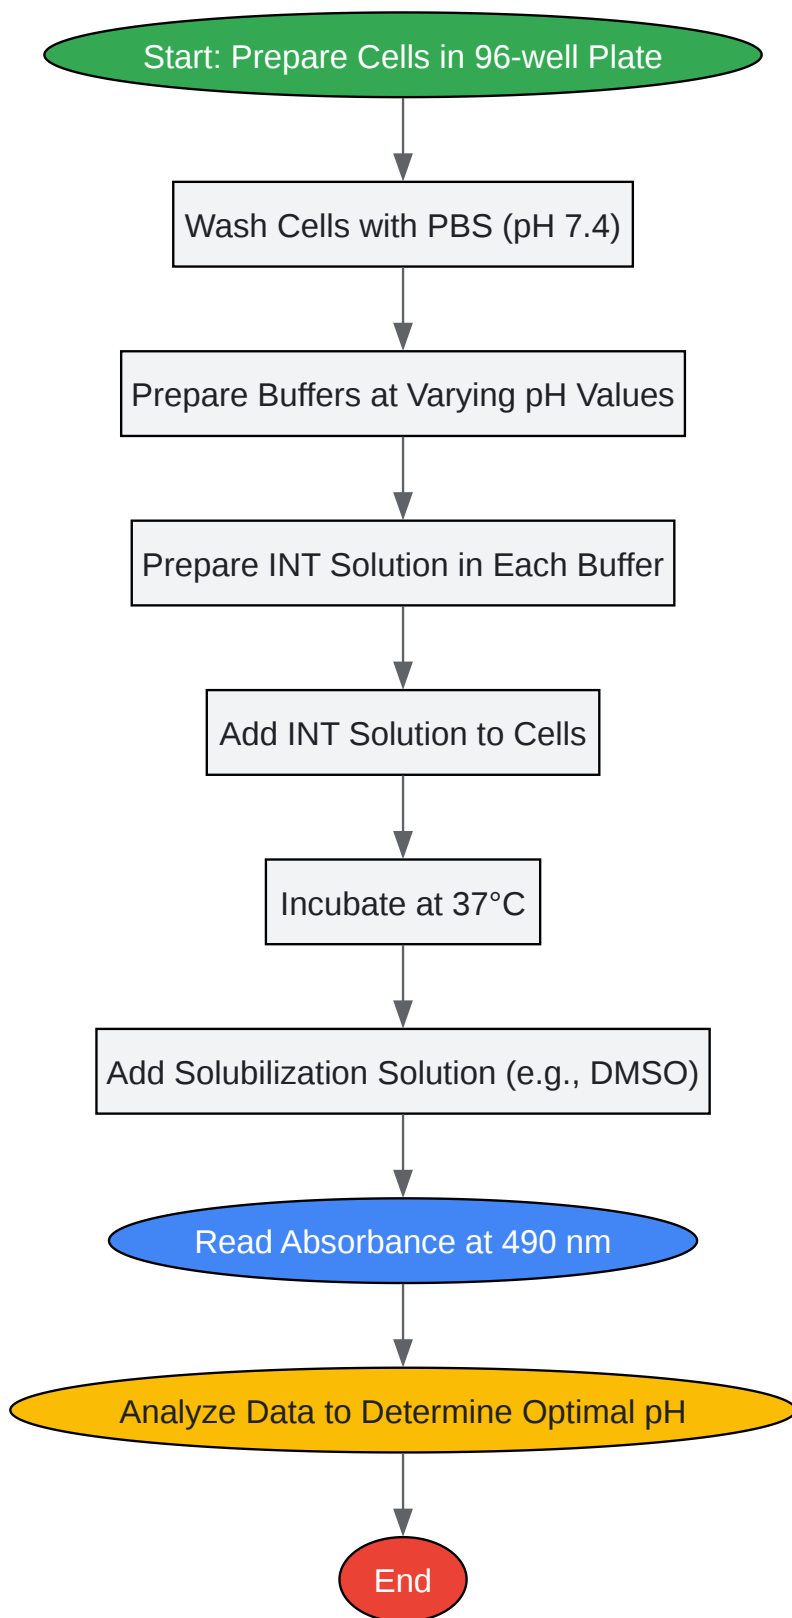 Start: Prepare Cells in 96-well Plate
Wash Cells with PBS (pH 7.4)
Prepare Buffers at Varying pH Values
Prepare INT Solution in Each Buffer
Add INT Solution to Cells
Incubate at 37°C
Add Solubilization Solution (e.g., DMSO)
Read Absorbance at 490 nm
Analyze Data to Determine Optimal pH
End